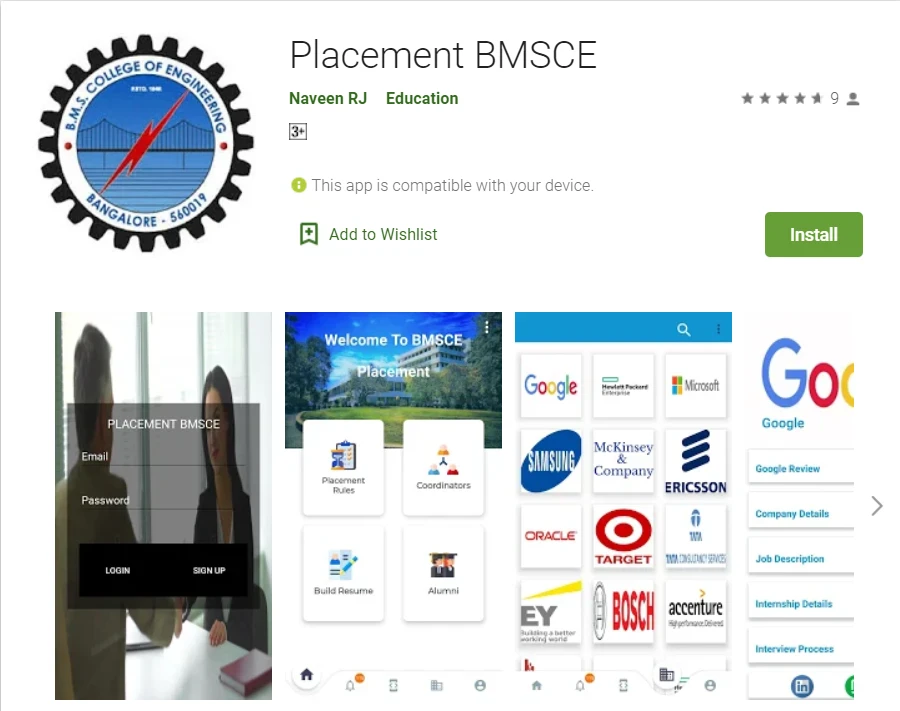 Placement BMSCE
Naveen RJ Education
9
3+
This app is compatible with your device.
Add to Wishlist
Install
B.M.S. COLLEGE OF ENGINEERING
ESTD. 1946
BANGALORE - 560019
PLACEMENT BMSCE
Email
Password
LOGIN SIGN UP
Welcome To BMSCE
Placement
Placement
Rules
Coordinators
Build Resume
Alumni
Google
Hewlett Packard
Enterprise
Microsoft
SAMSUNG
McKinsey
& Company
ERICSSON
ORACLE
TARGET
TATA
TATA CONSULTANCY SERVICES
EY
Building a better
working world
BOSCH
accenture
High performance. Delivered.
Goo
Google
Google Review
Company Details
Job Description
Internship Details
Interview Process
in